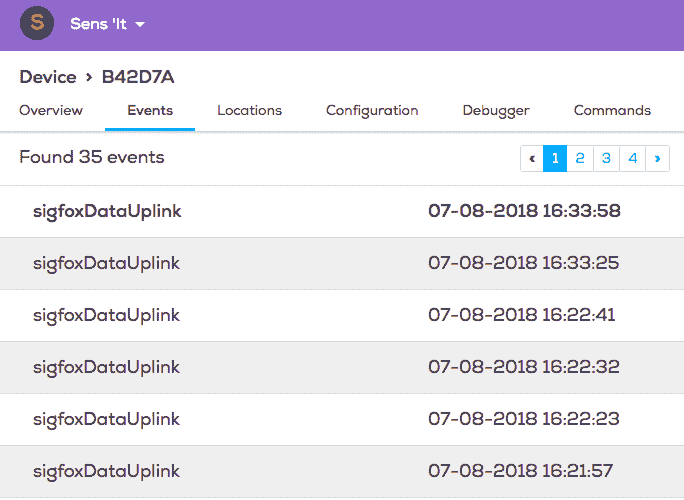 S Sens 'It
Device › B42D7A
Overview Events Locations Configuration Debugger Commands
Found 35 events ‹ 1 2 3 4 ›
sigfoxDataUplink 07-08-2018 16:33:58
sigfoxDataUplink 07-08-2018 16:33:25
sigfoxDataUplink 07-08-2018 16:22:41
sigfoxDataUplink 07-08-2018 16:22:32
sigfoxDataUplink 07-08-2018 16:22:23
sigfoxDataUplink 07-08-2018 16:21:57